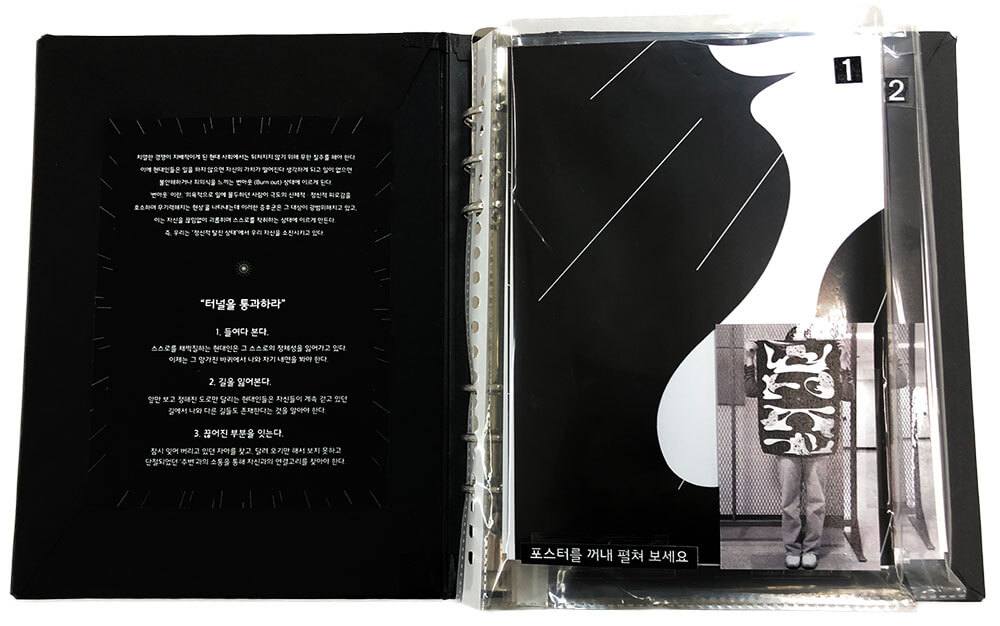 치열한 경쟁이 지배적이게 된 현대 사회에서는 뒤처지지 않기 위해 무한 질주를 해야 한다.
이에 현대인들은 일을 하지 않으면 자신의 가치가 떨어진다 생각하게 되고 일이 없으면
불안해하거나 죄의식을 느끼는 번아웃 (Burn out) 상태에 이르게 된다.
'번아웃' 이란, '의욕적으로 일에 몰두하던 사람이 극도의 신체적 · 정신적 피로감을
호소하며 무기력해지는 현상'을 나타내는데 이러한 증후군은 그 대상이 광범위해지고 있고,
이는 자신을 끊임없이 괴롭히며 스스로를 착취하는 상태에 이르게 만든다.
즉, 우리는 '정신적 탈진 상태'에서 우리 자신을 소진시키고 있다.
“터널을 통과하라”
1. 들여다 본다.
스스로를 채찍질하는 현대인은 그 스스로의 정체성을 잃어가고 있다.
이제는 그 망가진 바퀴에서 나와 자기 내면을 봐야 한다.
2. 길을 잃어본다.
앞만 보고 정해진 도로만 달리는 현대인들은 자신들이 계속 걷고 있던
길에서 나와 다른 길들도 존재한다는 것을 알아야 한다.
3. 끊어진 부분을 잇는다.
잠시 잊어 버리고 있던 자아를 찾고, 달려 오기만 해서 보지 못하고
단절되었던 '주변'과의 소통을 통해 자신과의 연결고리를 찾아야 한다.
1
2
포스터를 꺼내 펼쳐 보세요